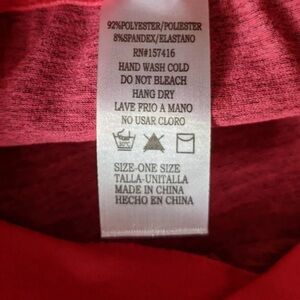 92%POLYESTER/POLIESTER
8%SPANDEX/ELASTANO
RN#157416
HAND WASH COLD
DO NOT BLEACH
HANG DRY
LAVE FRIO A MANO
NO USAR CLORO
30°C
SIZE-ONE SIZE
TALLA-UNITALLA
MADE IN CHINA
HECHO EN CHINA